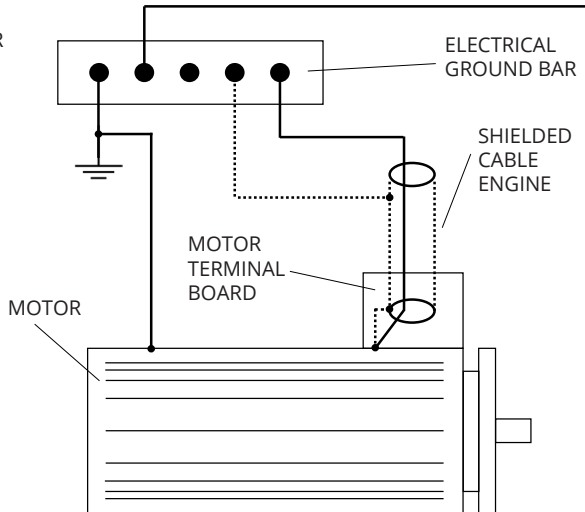 R
ELECTRICAL
GROUND BAR
SHIELDED
CABLE
ENGINE
MOTOR
TERMINAL
BOARD
MOTOR